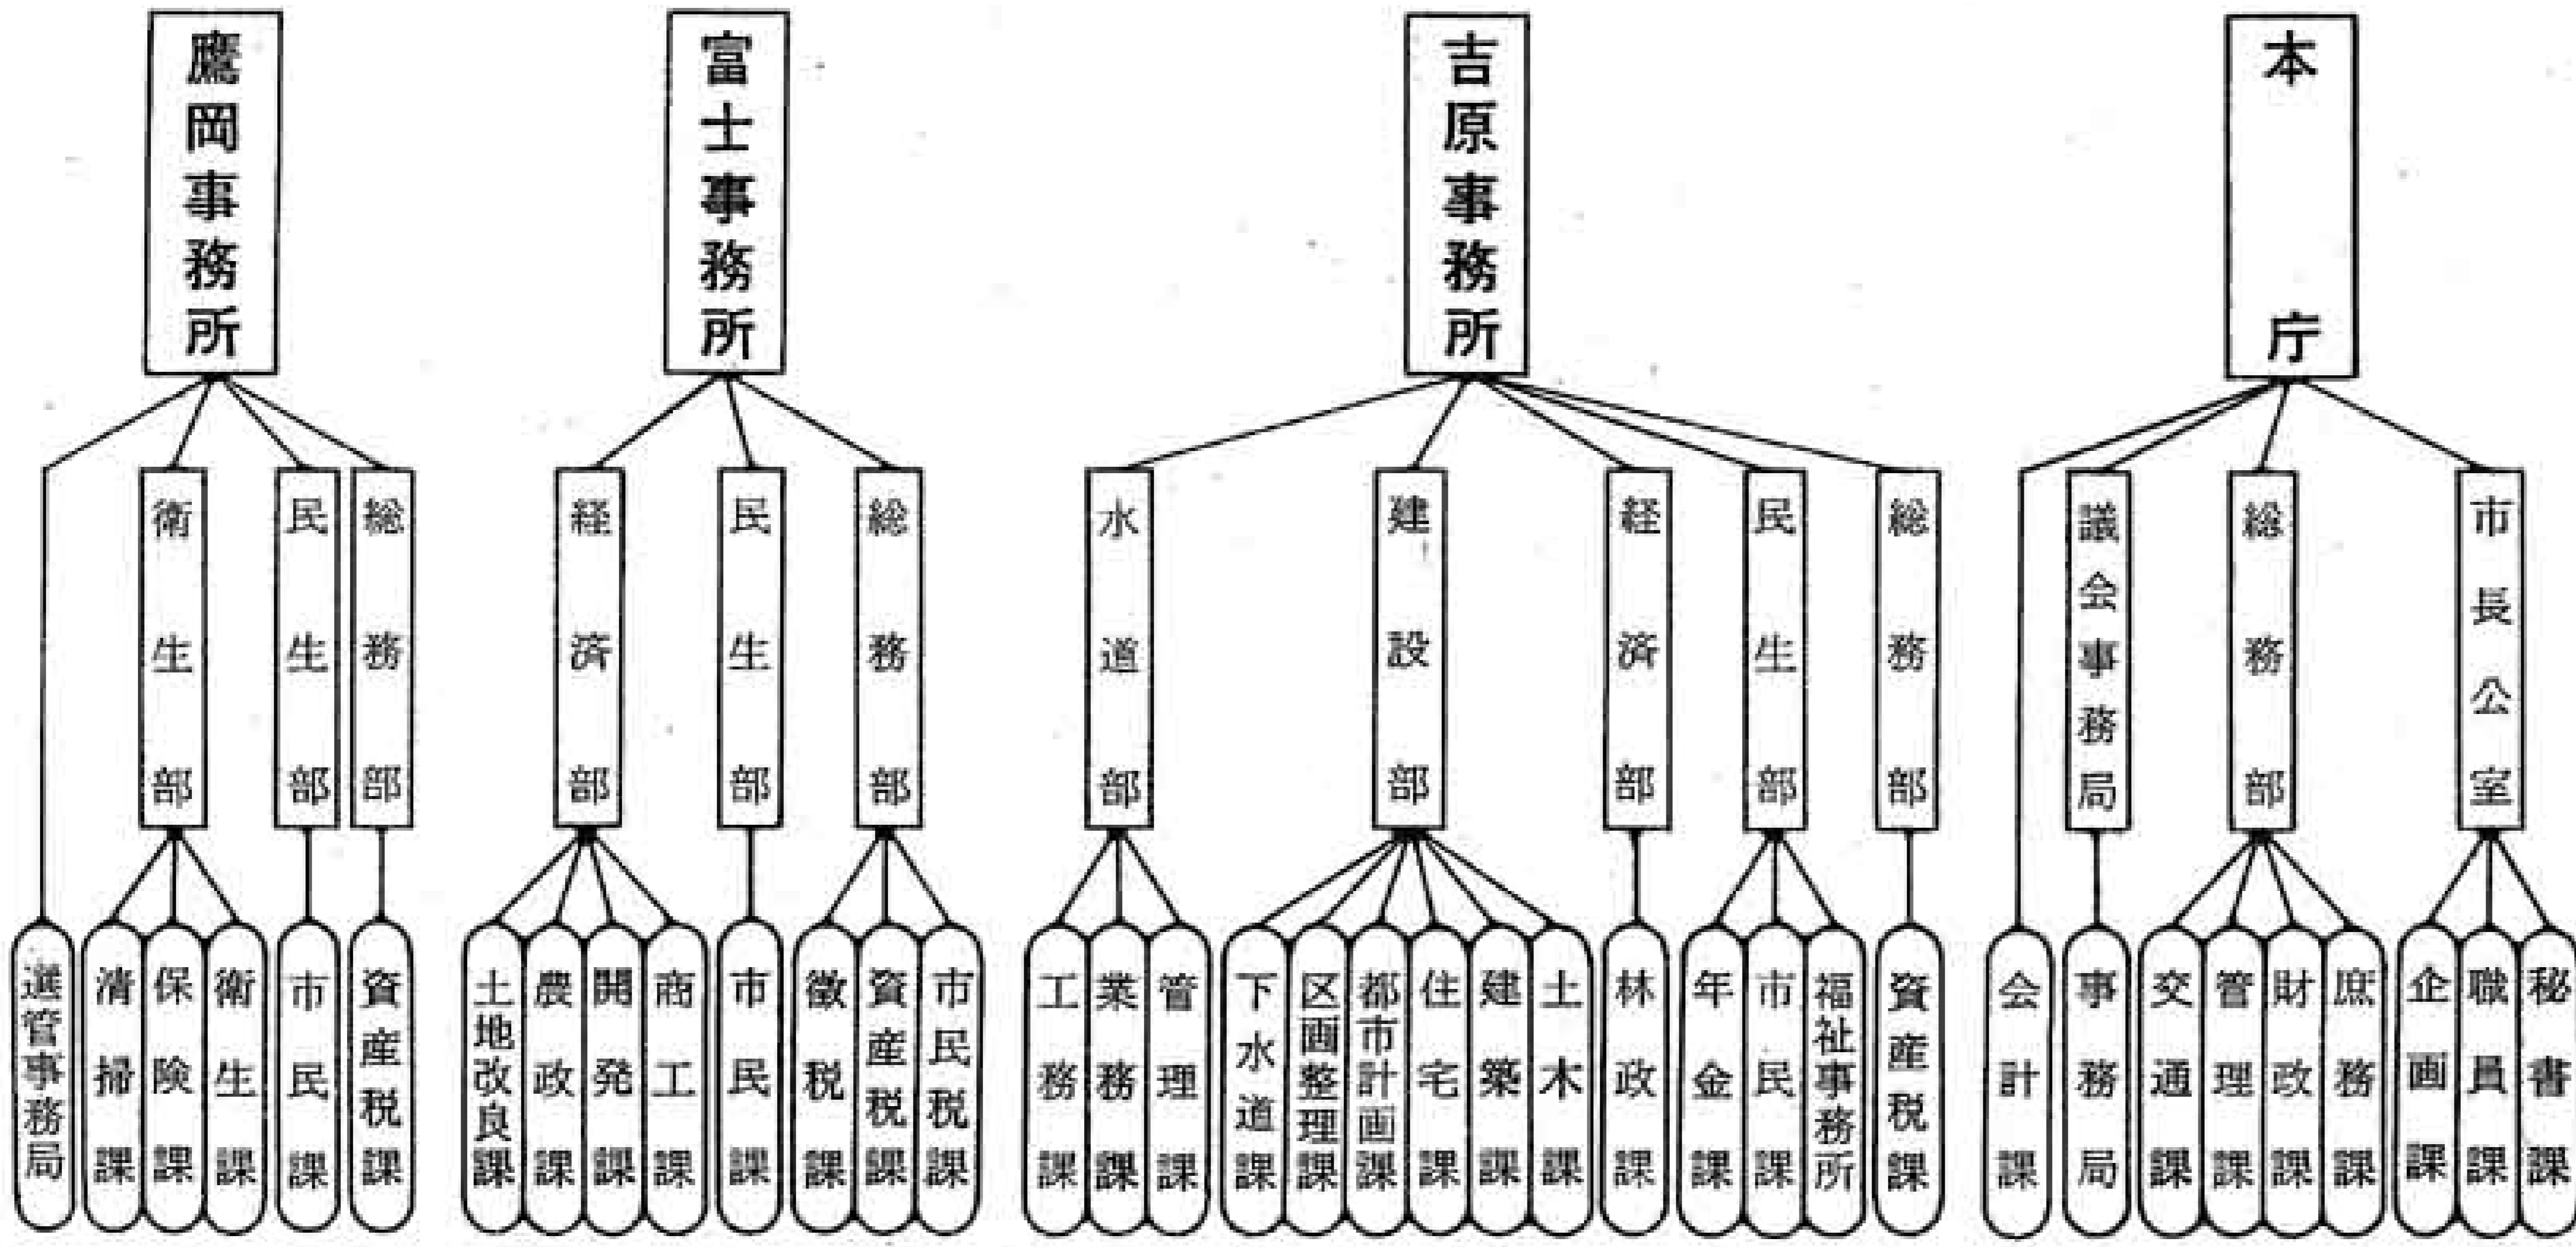 本庁
市長公室
秘書課
職員課
企画課
総務部
庶務課
財政課
管理課
交通課
議会事務局
事務局
会計課
吉原事務所
総務部
資産税課
民生部
福祉事務所
市民課
年金課
経済部
林政課
建設部
土木課
建築課
住宅課
都市計画課
区画整理課
下水道課
水道部
管理課
業務課
工務課
富士事務所
総務部
市民税課
資産税課
徴税課
民生部
市民課
経済部
商工課
開発課
農政課
土地改良課
鷹岡事務所
総務部
資産税課
民生部
市民課
衛生部
衛生課
保険課
清掃課
選管事務局